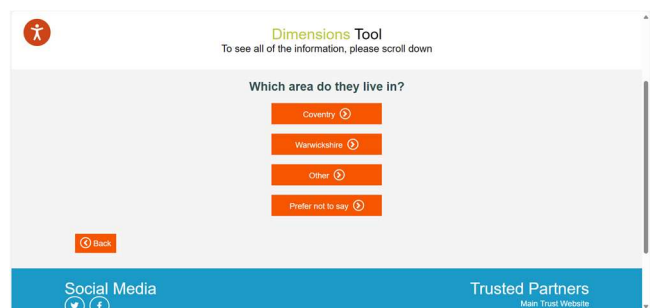 Dimensions Tool
To see all of the information, please scroll down
Which area do they live in?
Coventry
Warwickshire
Other
Prefer not to say
Back
Social Media
Trusted Partners
Main Trust Website